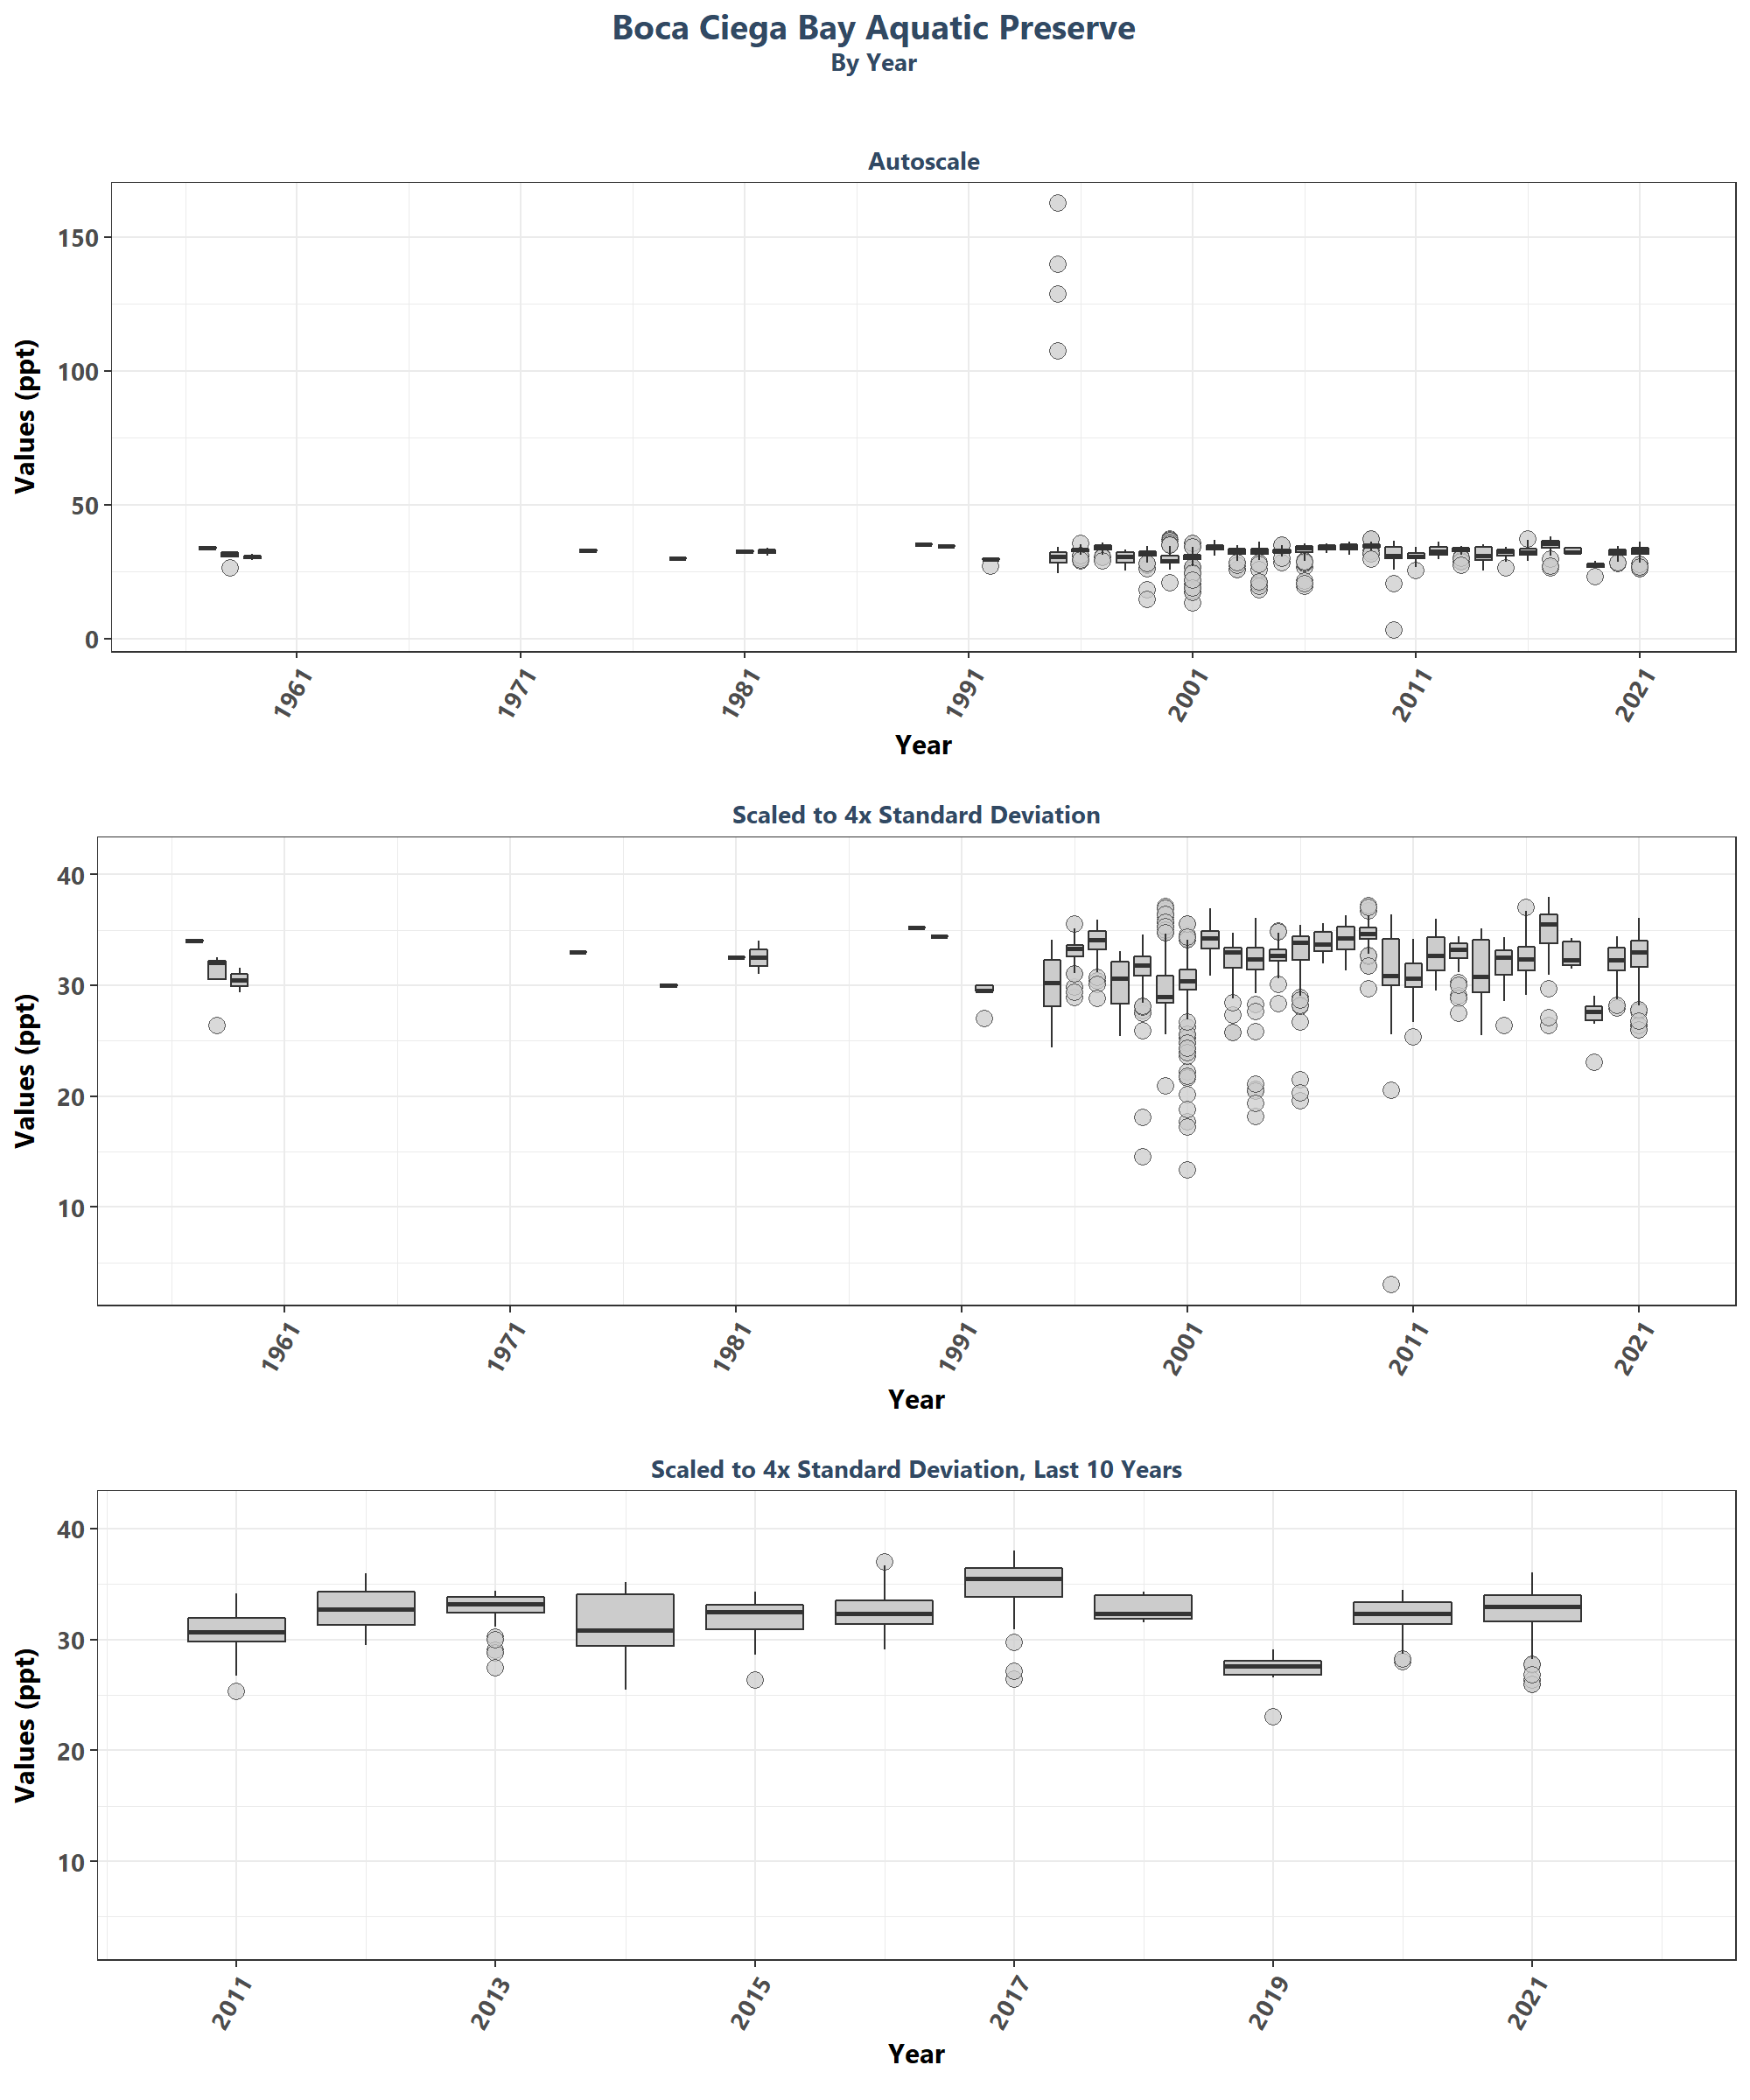 Boca Ciega Bay Aquatic Preserve
By Year
Autoscale
Values (ppt)
150
100
50
0
1961 1971 1981 1991 2001 2011 2021
Year
Scaled to 4x Standard Deviation
Values (ppt)
40
30
20
10
1961 1971 1981 1991 2001 2011 2021
Year
Scaled to 4x Standard Deviation, Last 10 Years
Values (ppt)
40
30
20
10
2011 2013 2015 2017 2019 2021
Year